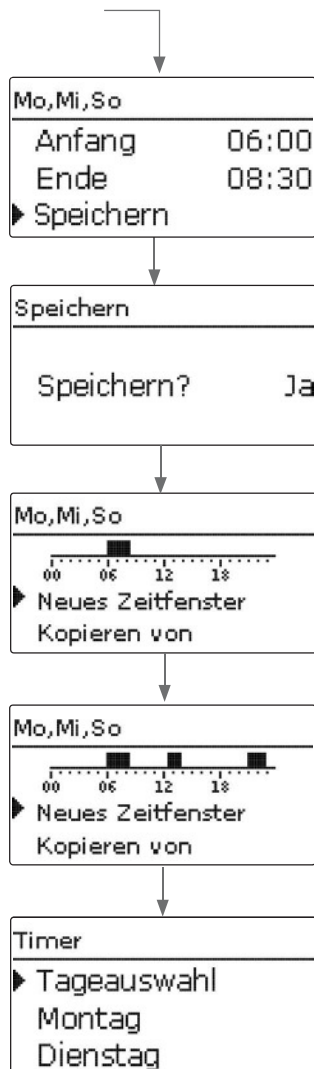 Mo,Mi,So
Anfang 06:00
Ende 08:30
Speichern
Speichern
Speichern? Ja
Mo,Mi,So
00 06 12 18
Neues Zeitfenster
Kopieren von
Mo,Mi,So
00 06 12 18
Neues Zeitfenster
Kopieren von
Timer
Tageauswahl
Montag
Dienstag